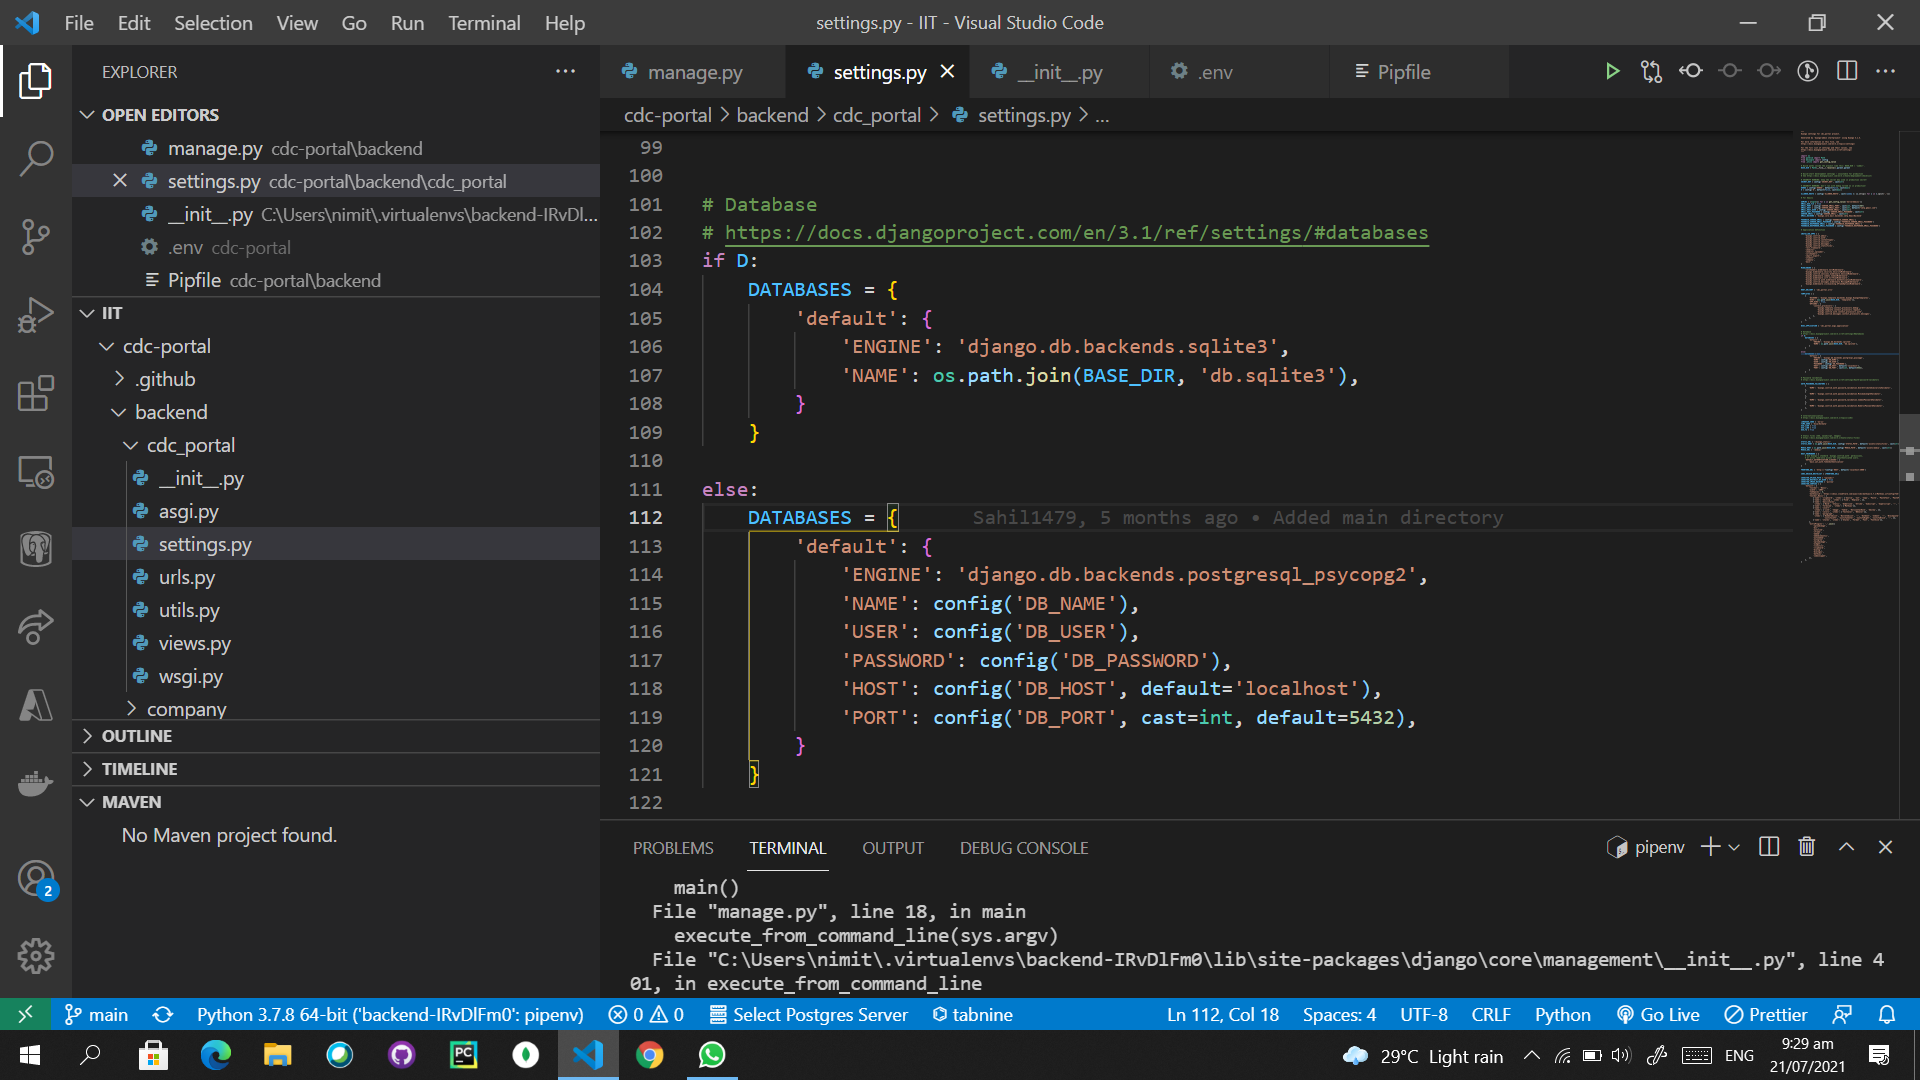 File Edit Selection View Go Run Terminal Help
settings.py - IIT - Visual Studio Code
EXPLORER
OPEN EDITORS
manage.py cdc-portal\backend
settings.py cdc-portal\backend\cdc_portal
__init__.py C:\Users\nimit\.virtualenvs\backend-IRvDl...
.env cdc-portal
Pipfile cdc-portal\backend
IIT
cdc-portal
.github
backend
cdc_portal
__init__.py
asgi.py
settings.py
urls.py
utils.py
views.py
wsgi.py
company
OUTLINE
TIMELINE
MAVEN
No Maven project found.
2
manage.py settings.py __init__.py .env Pipfile
cdc-portal > backend > cdc_portal > settings.py > ...
99
100
101 # Database
102 # https://docs.djangoproject.com/en/3.1/ref/settings/#databases
103 if D:
104 DATABASES = {
105 'default': {
106 'ENGINE': 'django.db.backends.sqlite3',
107 'NAME': os.path.join(BASE_DIR, 'db.sqlite3'),
108 }
109 }
110
111 else:
112 DATABASES = { Sahil1479, 5 months ago • Added main directory
113 'default': {
114 'ENGINE': 'django.db.backends.postgresql_psycopg2',
115 'NAME': config('DB_NAME'),
116 'USER': config('DB_USER'),
117 'PASSWORD': config('DB_PASSWORD'),
118 'HOST': config('DB_HOST', default='localhost'),
119 'PORT': config('DB_PORT', cast=int, default=5432),
120 }
121 }
122
PROBLEMS TERMINAL OUTPUT DEBUG CONSOLE
pipenv
main()
File "manage.py", line 18, in main
execute_from_command_line(sys.argv)
File "C:\Users\nimit\.virtualenvs\backend-IRvDlFm0\lib\site-packages\django\core\management\__init__.py", line 4
01, in execute_from_command_line
main Python 3.7.8 64-bit ('backend-IRvDlFm0': pipenv) 0 0 Select Postgres Server tabnine Ln 112, Col 18 Spaces: 4 UTF-8 CRLF Python Go Live Prettier
PC
29°C Light rain
ENG
9:29 am
21/07/2021